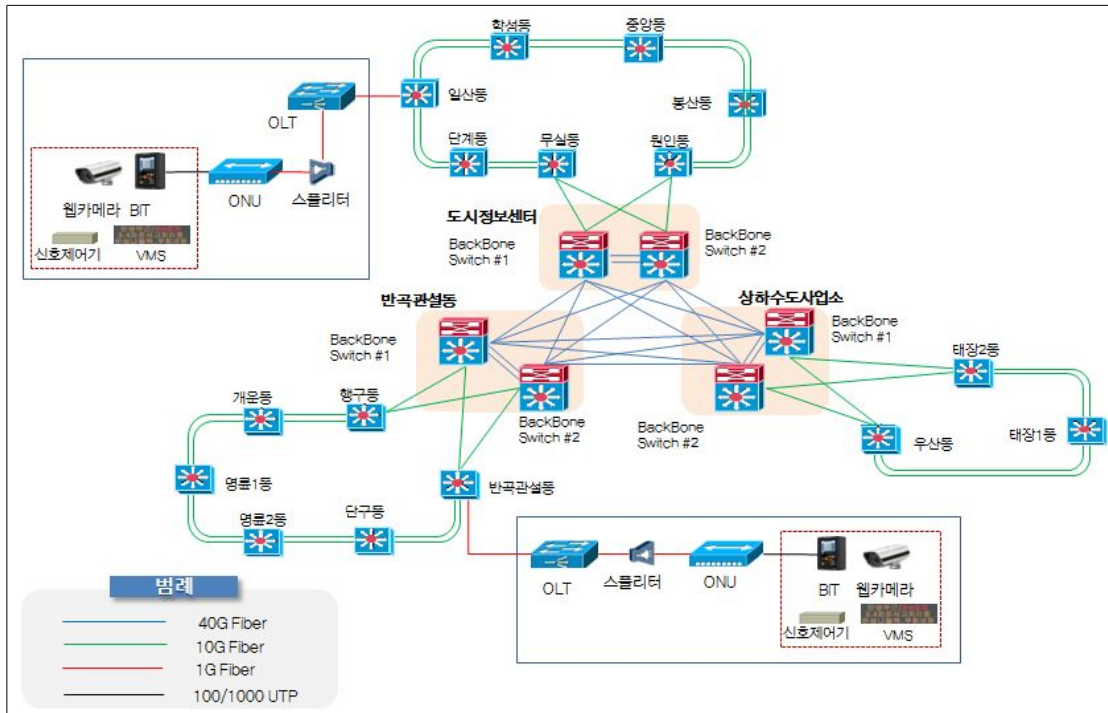 학성동
중앙동
일산동
봉산동
OLT
단계동
무실동
원인동
웹카메라
BIT
ONU
스플리터
신호제어기
VMS
도시정보센터
BackBone
Switch #1
BackBone
Switch #2
반곡관설동
상하수도사업소
BackBone
Switch #1
BackBone
Switch #1
태장2동
개운동
행구동
BackBone
Switch #2
BackBone
Switch #2
우산동
태장1동
명륜1동
반곡관설동
명륜2동
단구동
OLT
스플리터
ONU
BIT
웹카메라
신호제어기
VMS
범례
40G Fiber
10G Fiber
1G Fiber
100/1000 UTP